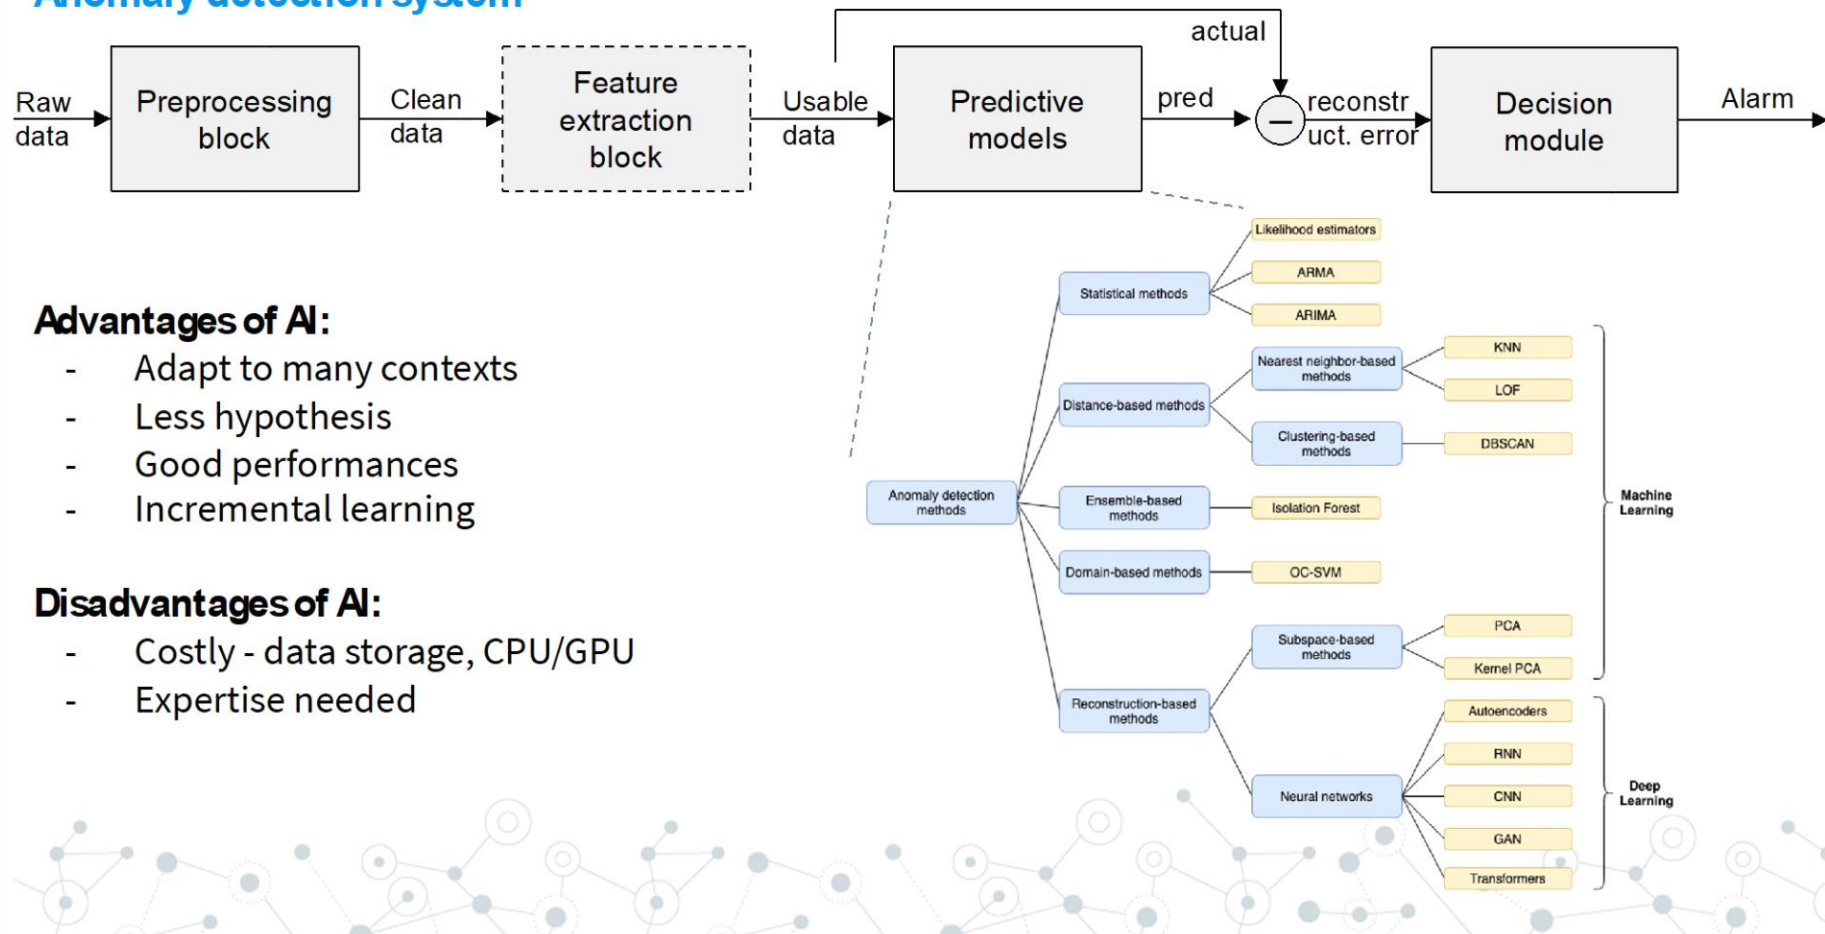 Anomaly detection system
actual
Raw
data
Preprocessing
block
Clean
data
Feature
extraction
block
Usable
data
Predictive
models
pred
−
reconstr
uct. error
Decision
module
Alarm
Advantages of AI:
- Adapt to many contexts
- Less hypothesis
- Good performances
- Incremental learning
Disadvantages of AI:
- Costly - data storage, CPU/GPU
- Expertise needed
Anomaly detection
methods
Statistical methods
Likelihood estimators
ARMA
ARIMA
Distance-based methods
Nearest neighbor-based
methods
KNN
LOF
Clustering-based
methods
DBSCAN
Ensemble-based
methods
Isolation Forest
Domain-based methods
OC-SVM
Reconstruction-based
methods
Subspace-based
methods
PCA
Kernel PCA
Neural networks
Autoencoders
RNN
CNN
GAN
Transformers
Machine
Learning
Deep
Learning